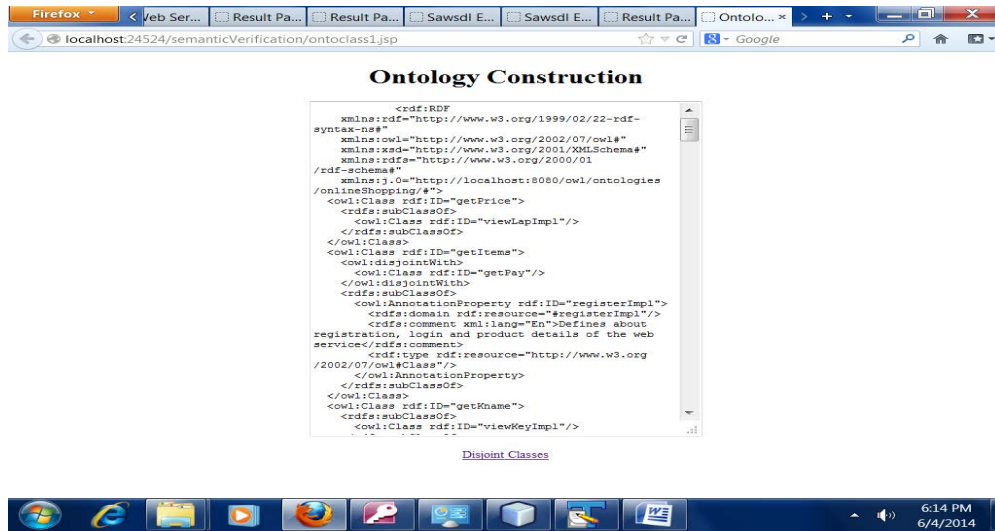 Firefox
Web Ser...
Result Pa...
Result Pa...
Sawsdl E...
Sawsdl E...
Result Pa...
Ontolo... ×
localhost:24524/semanticVerification/ontoclass1.jsp
Google
Ontology Construction
<rdf:RDF
xmlns:rdf="http://www.w3.org/1999/02/22-rdf-
syntax-ns#"
xmlns:owl="http://www.w3.org/2002/07/owl#"
xmlns:xsd="http://www.w3.org/2001/XMLSchema#"
xmlns:rdfs="http://www.w3.org/2000/01
/rdf-schema#"
xmlns:j.0="http://localhost:8080/owl/ontologies
/onlineShopping/#">
<owl:Class rdf:ID="getPrice">
<rdfs:subClassOf>
<owl:Class rdf:ID="viewLapImpl"/>
</rdfs:subClassOf>
</owl:Class>
<owl:Class rdf:ID="getItems">
<owl:disjointWith>
<owl:Class rdf:ID="getPay"/>
</owl:disjointWith>
<rdfs:subClassOf>
<owl:AnnotationProperty rdf:ID="registerImpl">
<rdfs:domain rdf:resource="#registerImpl"/>
<rdfs:comment xml:lang="En">Defines about
registration, login and product details of the web
service</rdfs:comment>
<rdf:type rdf:resource="http://www.w3.org
/2002/07/owl#Class"/>
</owl:AnnotationProperty>
</rdfs:subClassOf>
</owl:Class>
<owl:Class rdf:ID="getKname">
<rdfs:subClassOf>
<owl:Class rdf:ID="viewKeyImpl"/>
Disjoint Classes
6:14 PM
6/4/2014